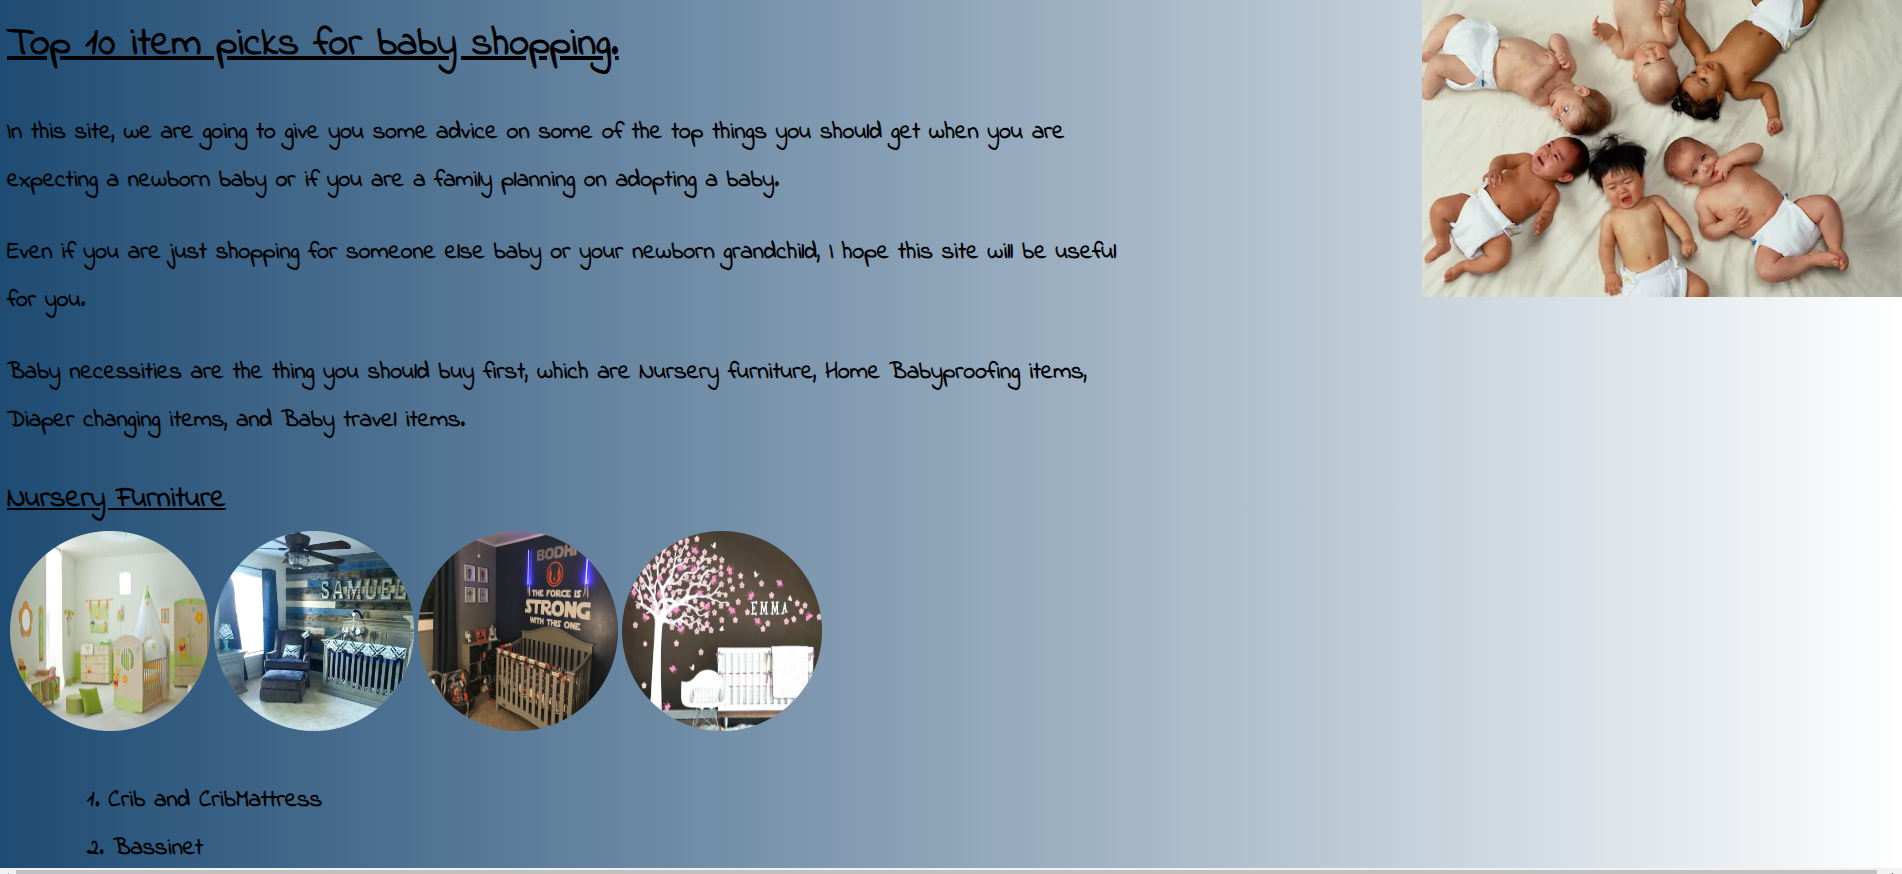 Top 10 item picks for baby shopping.
In this site, we are going to give you some advice on some of the top things you should get when you are
expecting a newborn baby or if you are a family planning on adopting a baby.
Even if you are just shopping for someone else baby or your newborn grandchild, I hope this site will be useful
for you.
Baby necessities are the thing you should buy first, which are Nursery furniture, Home Babyproofing items,
Diaper changing items, and Baby travel items.
Nursery Furniture
SAMUEL
BODHI
THE FORCE IS
STRONG
WITH THIS ONE
EMMA
1. Crib and CribMattress
2. Bassinet